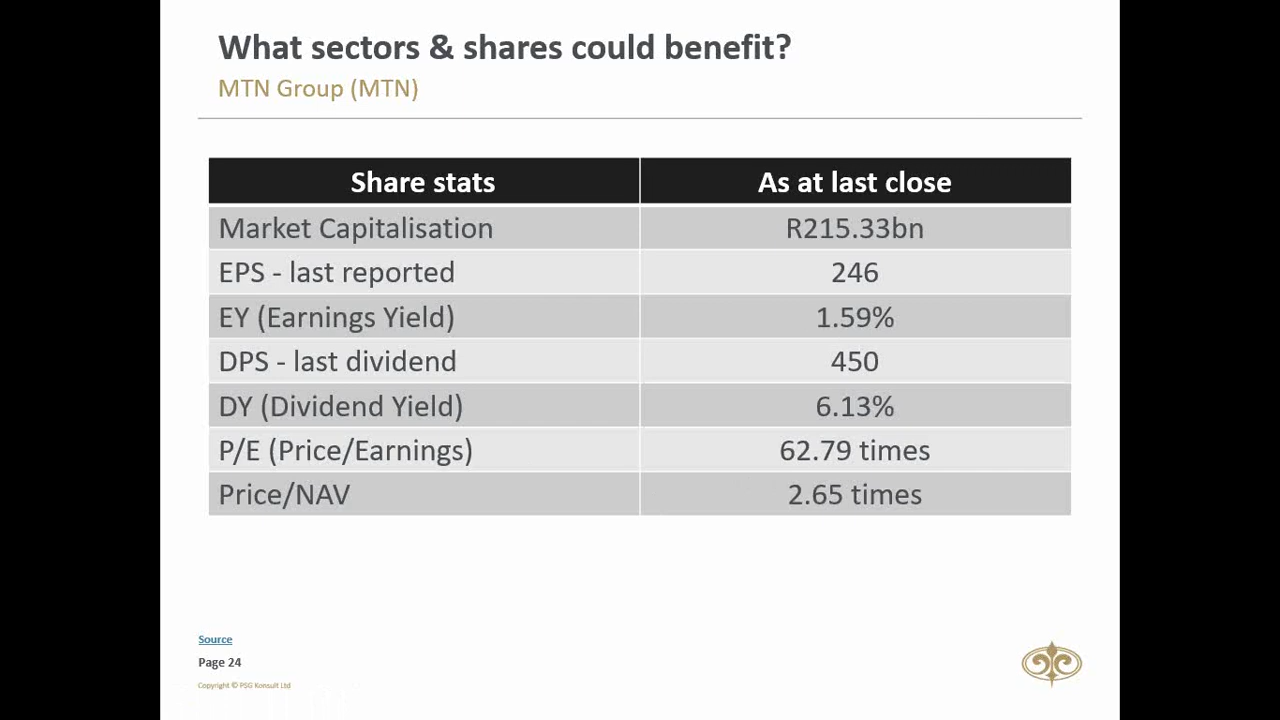 What sectors & shares could benefit?
MTN Group (MTN)
Share stats As at last close
Market Capitalisation R215.33bn
EPS - last reported 246
EY (Earnings Yield) 1.59%
DPS - last dividend 450
DY (Dividend Yield) 6.13%
P/E (Price/Earnings) 62.79 times
Price/NAV 2.65 times
Source
Page 24
Copyright © PSG Konsult Ltd